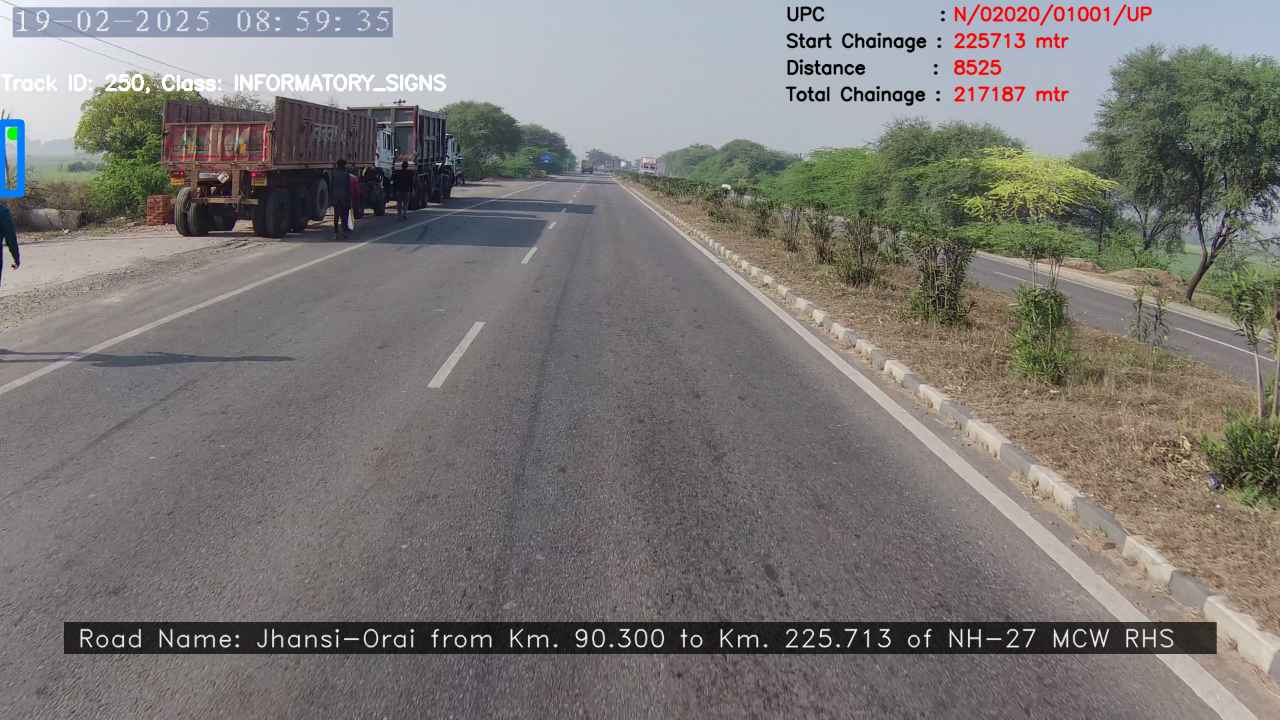 19-02-2025 08:59:35
UPC : N/02020/01001/UP
Start Chainage : 225713 mtr
Distance : 8525
Total Chainage : 217187 mtr
Track ID: 250, Class: INFORMATORY_SIGNS
Road Name: Jhansi-Orai from Km. 90.300 to Km. 225.713 of NH-27 MCW RHS